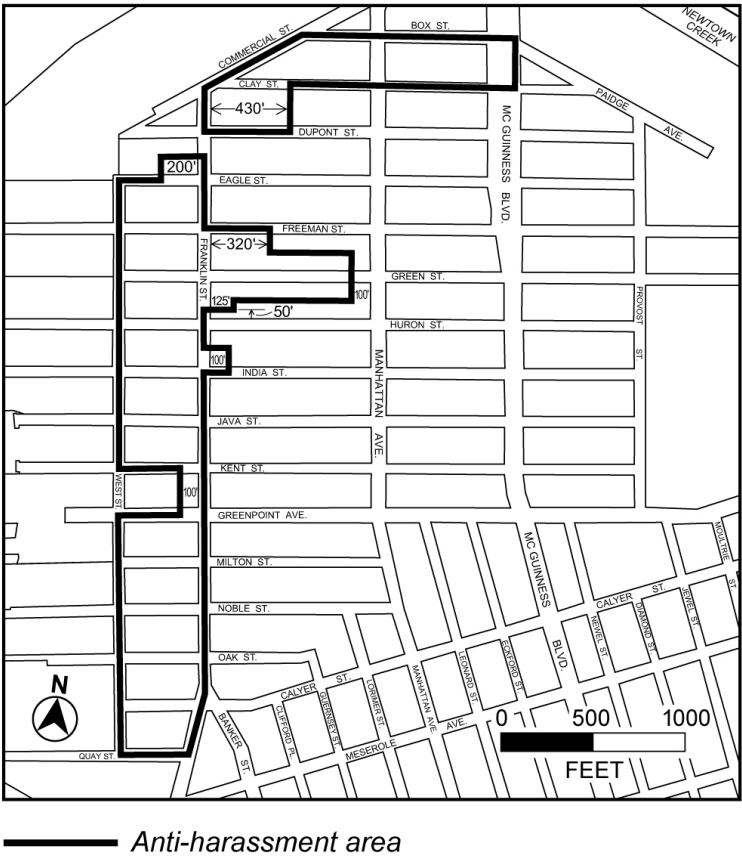 BOX ST.
NEWTOWN
CREEK
COMMERCIAL ST.
CLAY ST.
PAIDGE
AVE.
430'
DUPONT ST.
MC GUINNESS
BLVD.
200'
EAGLE ST.
FREEMAN ST.
320'
FRANKLIN ST.
GREEN ST.
100'
125'
50'
PROVOST
ST.
HURON ST.
100'
INDIA ST.
MANHATTAN
AVE.
JAVA ST.
KENT ST.
WEST ST.
100'
GREENPOINT AVE.
MOULTRIE
ST
MC GUINNESS
BLVD.
MILTON ST.
CALYER ST.
NOBLE ST.
NEWEL ST.
DIAMOND ST.
JEWEL ST
OAK ST.
CALYER ST.
ECKFORD ST.
LEONARD ST.
MANHATTAN AVE.
LORIMER ST.
GUERNSEY ST.
CLIFFORD PL.
BANKER
ST.
MESEROLE AVE.
QUAY ST.
N
0 500 1000
FEET
Anti-harassment area